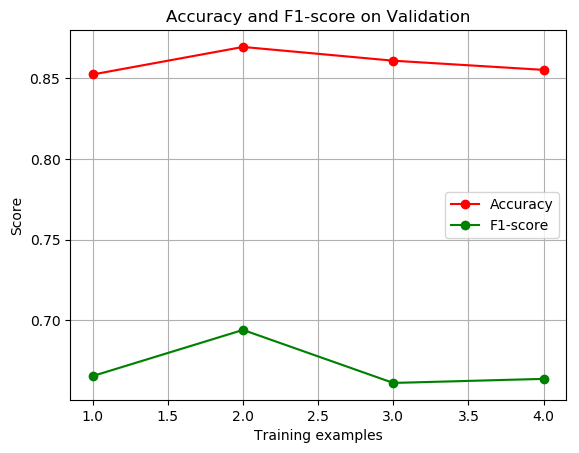 Accuracy and F1-score on Validation
0.85
0.80
0.75
0.70
Score
Accuracy
F1-score
1.0 1.5 2.0 2.5 3.0 3.5 4.0
Training examples